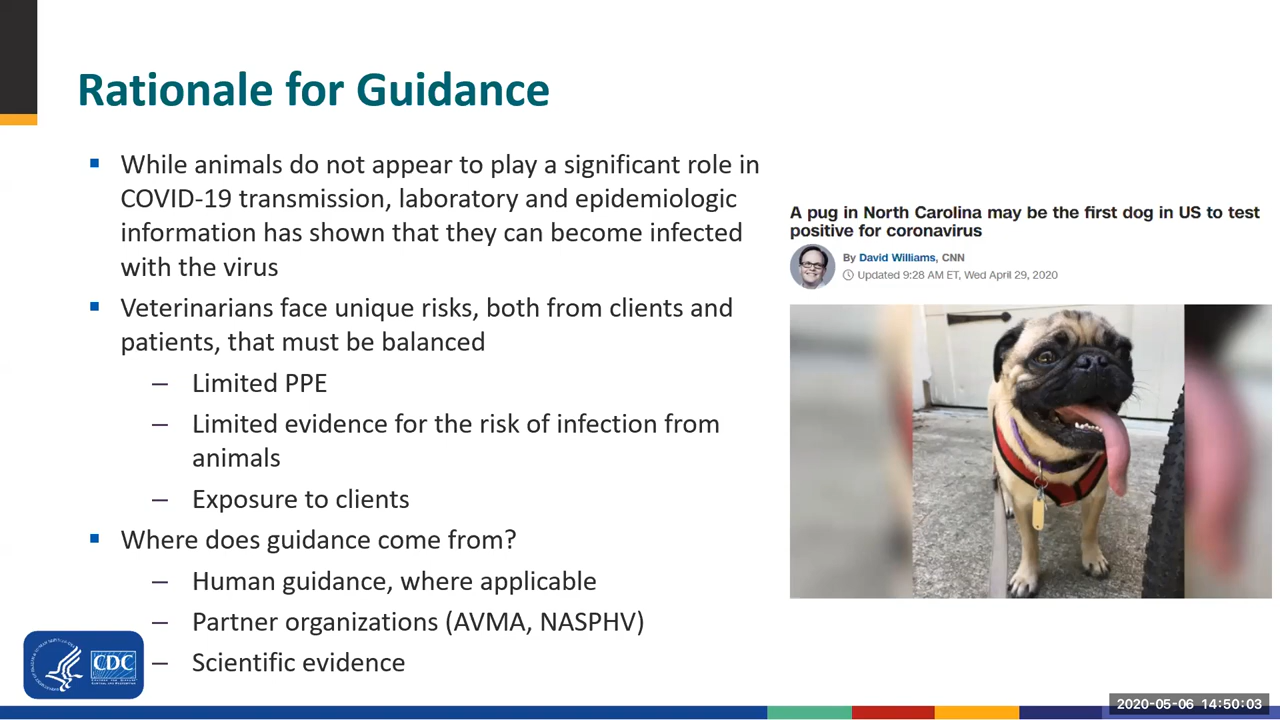 Rationale for Guidance
While animals do not appear to play a significant role in
COVID-19 transmission, laboratory and epidemiologic
information has shown that they can become infected
with the virus
Veterinarians face unique risks, both from clients and
patients, that must be balanced
– Limited PPE
– Limited evidence for the risk of infection from
animals
– Exposure to clients
Where does guidance come from?
– Human guidance, where applicable
– Partner organizations (AVMA, NASPHV)
– Scientific evidence
A pug in North Carolina may be the first dog in US to test
positive for coronavirus
By David Williams, CNN
Updated 9:28 AM ET, Wed April 29, 2020
CDC
2020-05-06 14:50:03